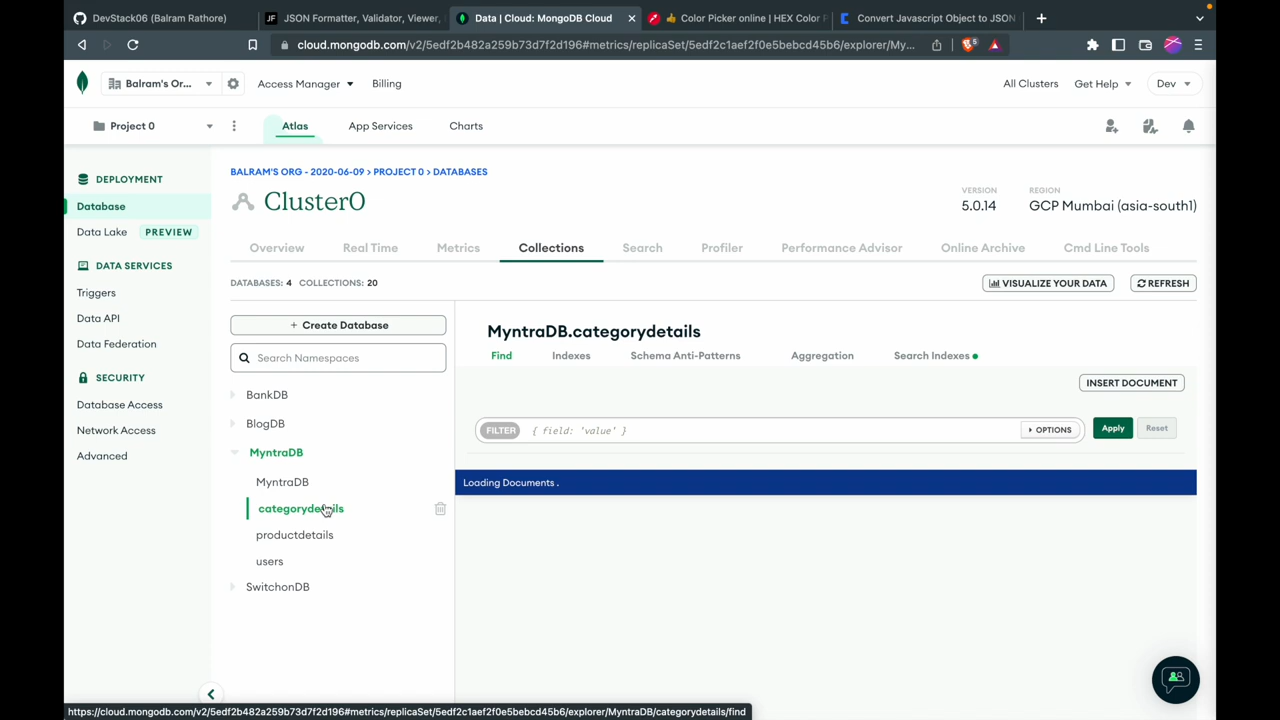 DevStack06 (Balram Rathore)
JSON Formatter, Validator, Viewer,
Data | Cloud: MongoDB Cloud
Color Picker online | HEX Color P
Convert Javascript Object to JSON
cloud.mongodb.com/v2/5edf2b482a259b73d7f2d196#metrics/replicaSet/5edf2c1aef2f0e5bebcd45b6/explorer/My...
Balram's Or...
Access Manager
Billing
All Clusters
Get Help
Dev
Project 0
Atlas
App Services
Charts
DEPLOYMENT
Database
Data Lake PREVIEW
DATA SERVICES
Triggers
Data API
Data Federation
SECURITY
Database Access
Network Access
Advanced
BALRAM'S ORG - 2020-06-09 > PROJECT 0 > DATABASES
Cluster0
VERSION
5.0.14
REGION
GCP Mumbai (asia-south1)
Overview
Real Time
Metrics
Collections
Search
Profiler
Performance Advisor
Online Archive
Cmd Line Tools
DATABASES: 4 COLLECTIONS: 20
VISUALIZE YOUR DATA
REFRESH
+ Create Database
Search Namespaces
BankDB
BlogDB
MyntraDB
MyntraDB
categorydetails
productdetails
users
SwitchonDB
MyntraDB.categorydetails
Find
Indexes
Schema Anti-Patterns
Aggregation
Search Indexes
INSERT DOCUMENT
FILTER { field: 'value' }
OPTIONS
Apply
Reset
Loading Documents .
https://cloud.mongodb.com/v2/5edf2b482a259b73d7f2d196#metrics/replicaSet/5edf2c1aef2f0e5bebcd45b6/explorer/MyntraDB/categorydetails/find